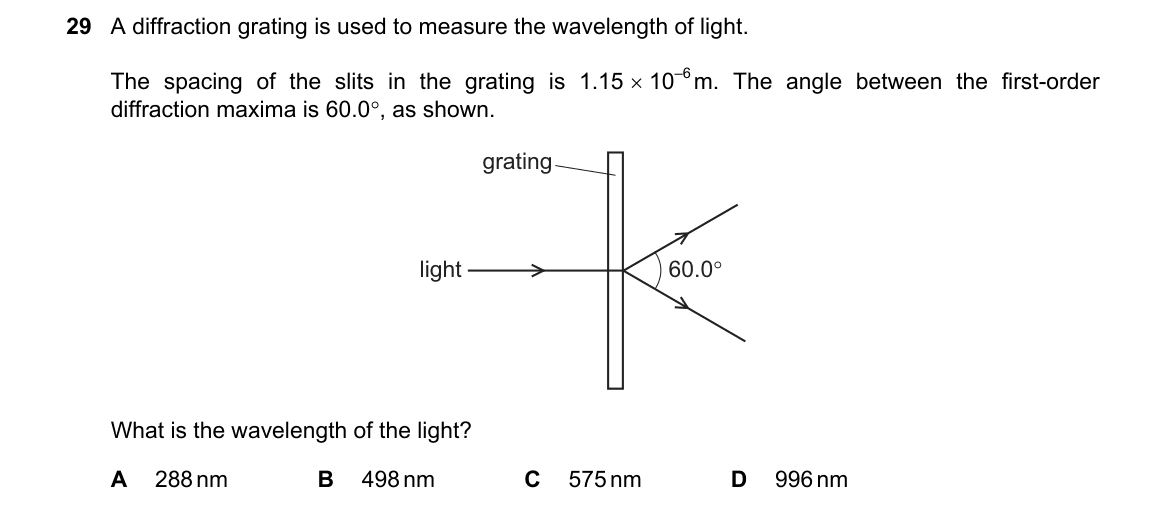 29 A diffraction grating is used to measure the wavelength of light.
The spacing of the slits in the grating is 1.15 × 10⁻⁶ m. The angle between the first-order
diffraction maxima is 60.0°, as shown.
grating
light
60.0°
What is the wavelength of the light?
A 288 nm B 498 nm C 575 nm D 996 nm